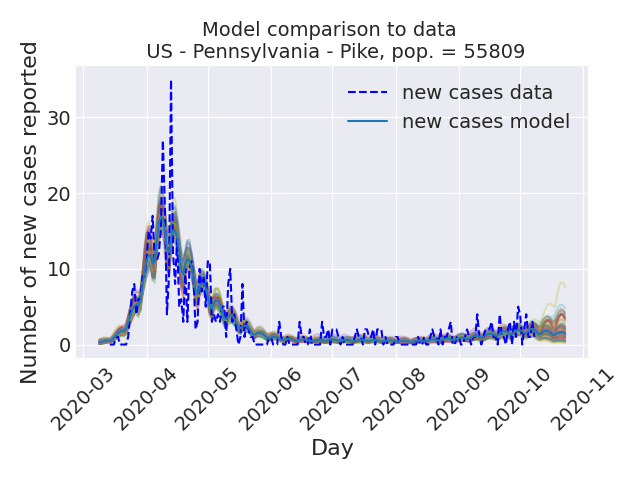 Model comparison to data
US - Pennsylvania - Pike, pop. = 55809
Number of new cases reported
30
20
10
0
new cases data
new cases model
2020-03
2020-04
2020-05
2020-06
2020-07
2020-08
2020-09
2020-10
2020-11
Day